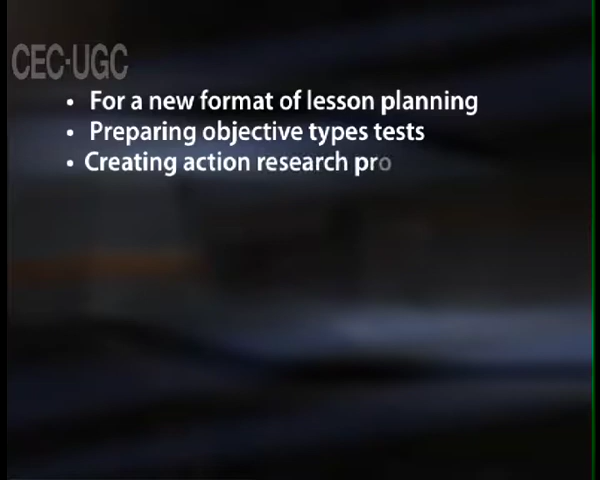 CEC-UGC
• For a new format of lesson planning
• Preparing objective types tests
• Creating action research pro